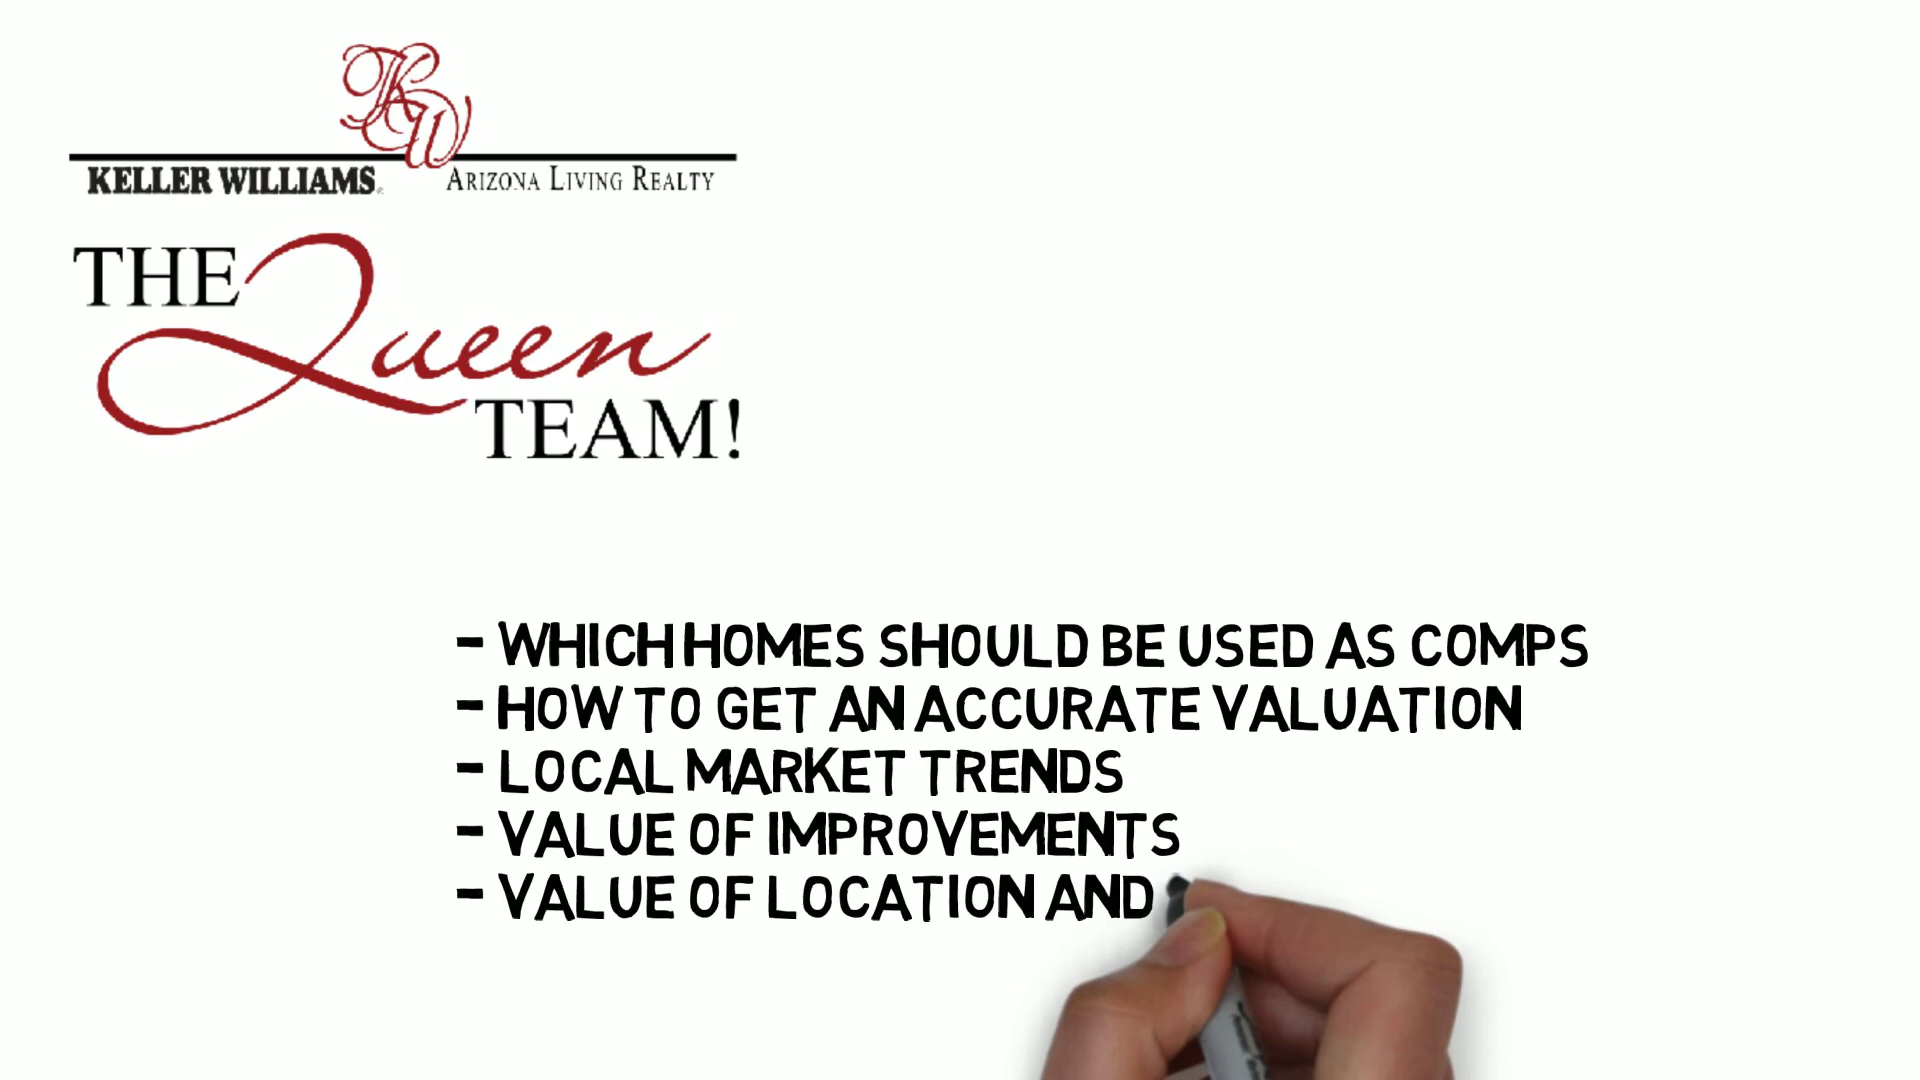 KW
KELLER WILLIAMS® ARIZONA LIVING REALTY
THE
Queen
TEAM!
- WHICH HOMES SHOULD BE USED AS COMPS
- HOW TO GET AN ACCURATE VALUATION
- LOCAL MARKET TRENDS
- VALUE OF IMPROVEMENTS
- VALUE OF LOCATION AND